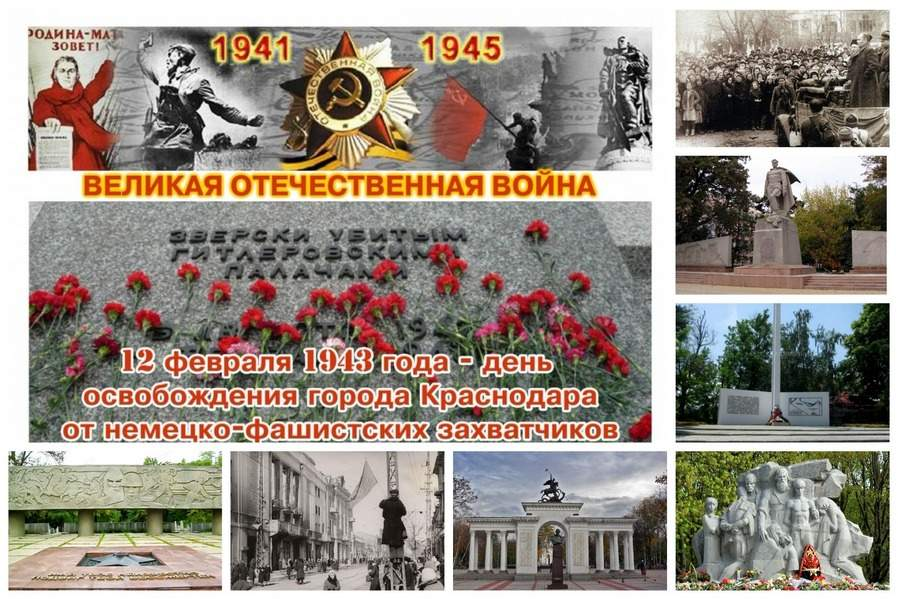 РОДИНА-МАТЬ
ЗОВЕТ!
1941
1945
ОТЕЧЕСТВЕННАЯ ВОЙНА
ВЕЛИКАЯ ОТЕЧЕСТВЕННАЯ ВОЙНА
ЗВЕРСКИ УБИТЫМ
ГИТЛЕРОВСКИМИ
ПАЛАЧАМИ
12 февраля 1943 года - день
освобождения города Краснодара
от немецко-фашистских захватчиков